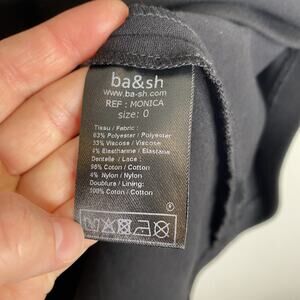 ba&sh
www.ba-sh.com
REF : MONICA
size: 0
Tissu / Fabric :
63% Polyester / Polyester
33% Viscose / Viscose
4% Elasthanne / Elastane
Dentelle / Lace :
96% Coton / Cotton
4% Nylon / Nylon
Doublure / Lining:
100% Coton / Cotton